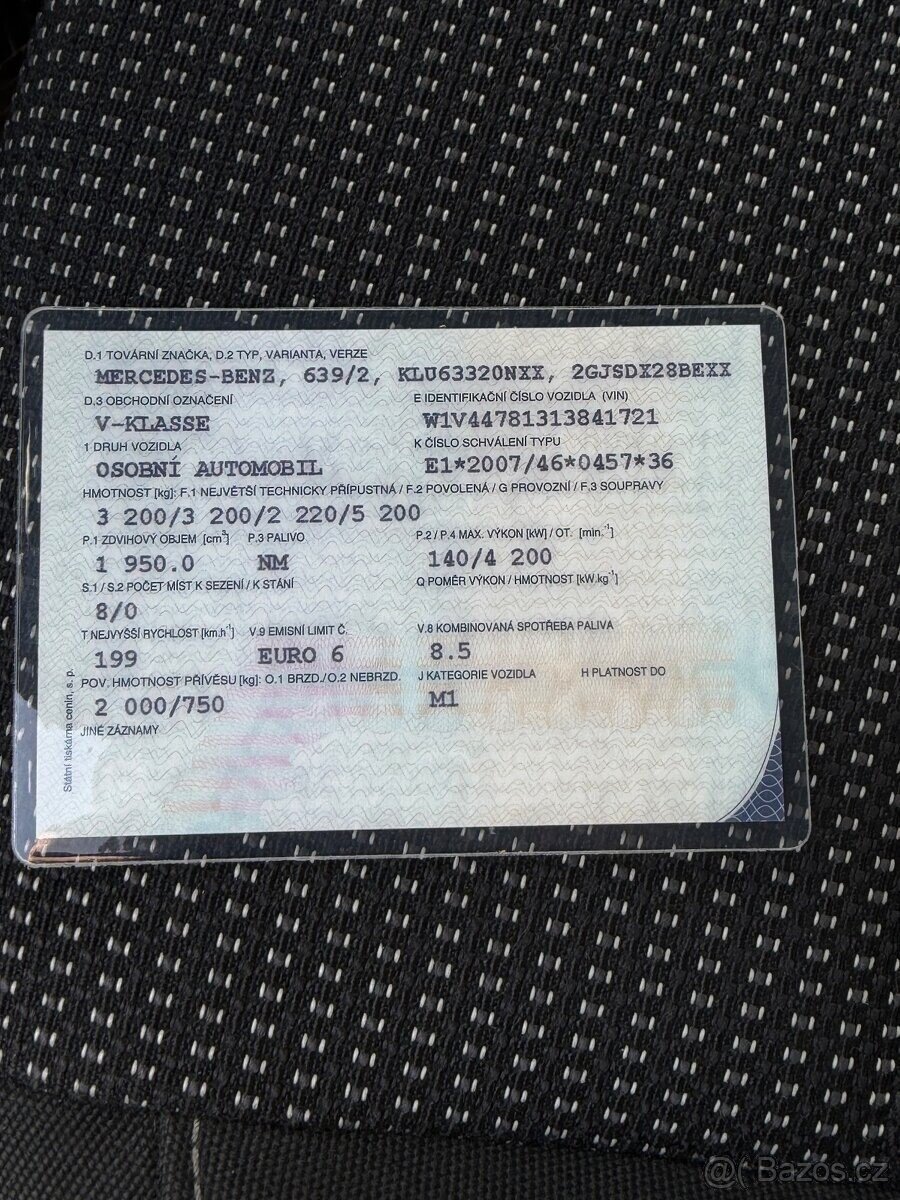 D.1 TOVÁRNÍ ZNAČKA, D.2 TYP, VARIANTA, VERZE
MERCEDES-BENZ, 639/2, KLU63320NXX, 2GJSDX28BEXX
D.3 OBCHODNÍ OZNAČENÍ E IDENTIFIKAČNÍ ČÍSLO VOZIDLA (VIN)
V-KLASSE W1V44781313841721
1 DRUH VOZIDLA K ČÍSLO SCHVÁLENÍ TYPU
OSOBNÍ AUTOMOBIL E1*2007/46*0457*36
HMOTNOST [kg]: F.1 NEJVĚTŠÍ TECHNICKY PŘÍPUSTNÁ / F.2 POVOLENÁ / G PROVOZNÍ / F.3 SOUPRAVY
3 200/3 200/2 220/5 200
P.1 ZDVIHOVÝ OBJEM [cm³] P.3 PALIVO P.2 / P.4 MAX. VÝKON [kW] / OT. [min.⁻¹]
1 950.0 NM 140/4 200
S.1 / S.2 POČET MÍST K SEZENÍ / K STÁNÍ Q POMĚR VÝKON / HMOTNOST [kW.kg⁻¹]
8/0
T NEJVYŠŠÍ RYCHLOST [km.h⁻¹] V.9 EMISNÍ LIMIT Č. V.8 KOMBINOVANÁ SPOTŘEBA PALIVA
199 EURO 6 8.5
POV. HMOTNOST PŘÍVĚSU [kg]: O.1 BRZD./O.2 NEBRZD. J KATEGORIE VOZIDLA H PLATNOST DO
2 000/750 M1
JINÉ ZÁZNAMY
Státní tiskárna cenin, s. p.
@( Bazoš.cz